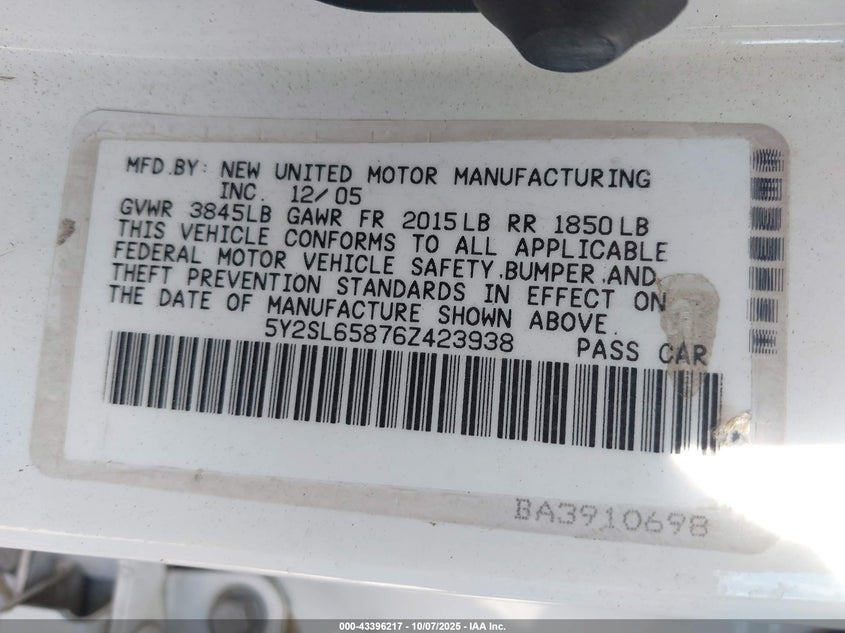 MFD.BY: NEW UNITED MOTOR MANUFACTURING
INC. 12/05
GVWR 3845LB GAWR FR 2015LB RR 1850LB
THIS VEHICLE CONFORMS TO ALL APPLICABLE
FEDERAL MOTOR VEHICLE SAFETY,BUMPER,AND
THEFT PREVENTION STANDARDS IN EFFECT ON
THE DATE OF MANUFACTURE SHOWN ABOVE.
5Y2SL65876Z423938 PASS CAR
BA3910698
000-43396217 - 10/07/2025 - IAA Inc.